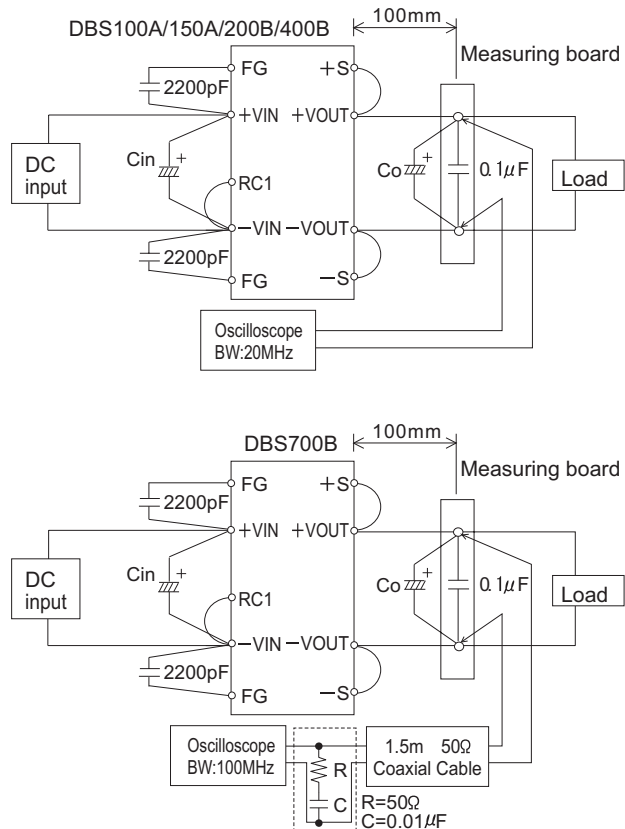 DBS100A/150A/200B/400B
100mm
Measuring board
FG
+S
2200pF
+VIN
+VOUT
DC
input
Cin
+
RC1
Co
+
0.1μF
Load
−VIN
−VOUT
2200pF
FG
−S
Oscilloscope
BW:20MHz
DBS700B
100mm
Measuring board
FG
+S
2200pF
+VIN
+VOUT
DC
input
Cin
+
RC1
Co
+
0.1μF
Load
−VIN
−VOUT
2200pF
FG
−S
Oscilloscope
BW:100MHz
R
C
1.5m 50Ω
Coaxial Cable
R=50Ω
C=0.01μF